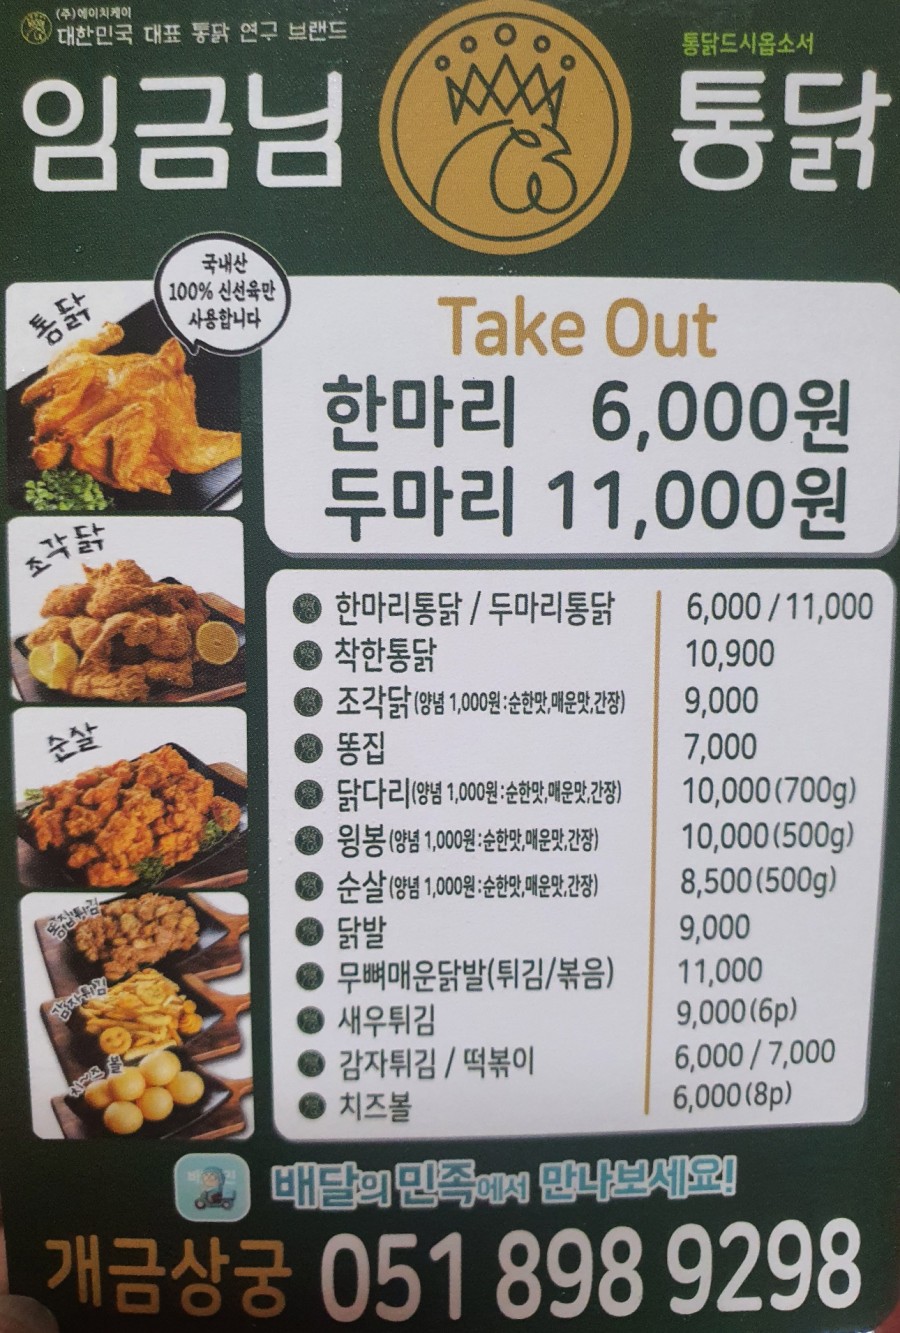 (주)에이치케이
대한민국 대표 통닭 연구 브랜드
통닭드시옵소서
임금님 통닭
국내산
100% 신선육만
사용합니다
통닭
Take Out
한마리 6,000원
두마리 11,000원
조각닭
순살
똥집튀김
감자튀김
치즈볼
한마리통닭 / 두마리통닭 6,000 / 11,000
착한통닭 10,900
조각닭(양념 1,000원:순한맛,매운맛,간장) 9,000
똥집 7,000
닭다리(양념 1,000원:순한맛,매운맛,간장) 10,000(700g)
윙봉(양념 1,000원:순한맛,매운맛,간장) 10,000(500g)
순살(양념 1,000원:순한맛,매운맛,간장) 8,500(500g)
닭발 9,000
무뼈매운닭발(튀김/볶음) 11,000
새우튀김 9,000(6p)
감자튀김 / 떡볶이 6,000 / 7,000
치즈볼 6,000(8p)
배달의민족에서 만나보세요!
개금상궁 051 898 9298